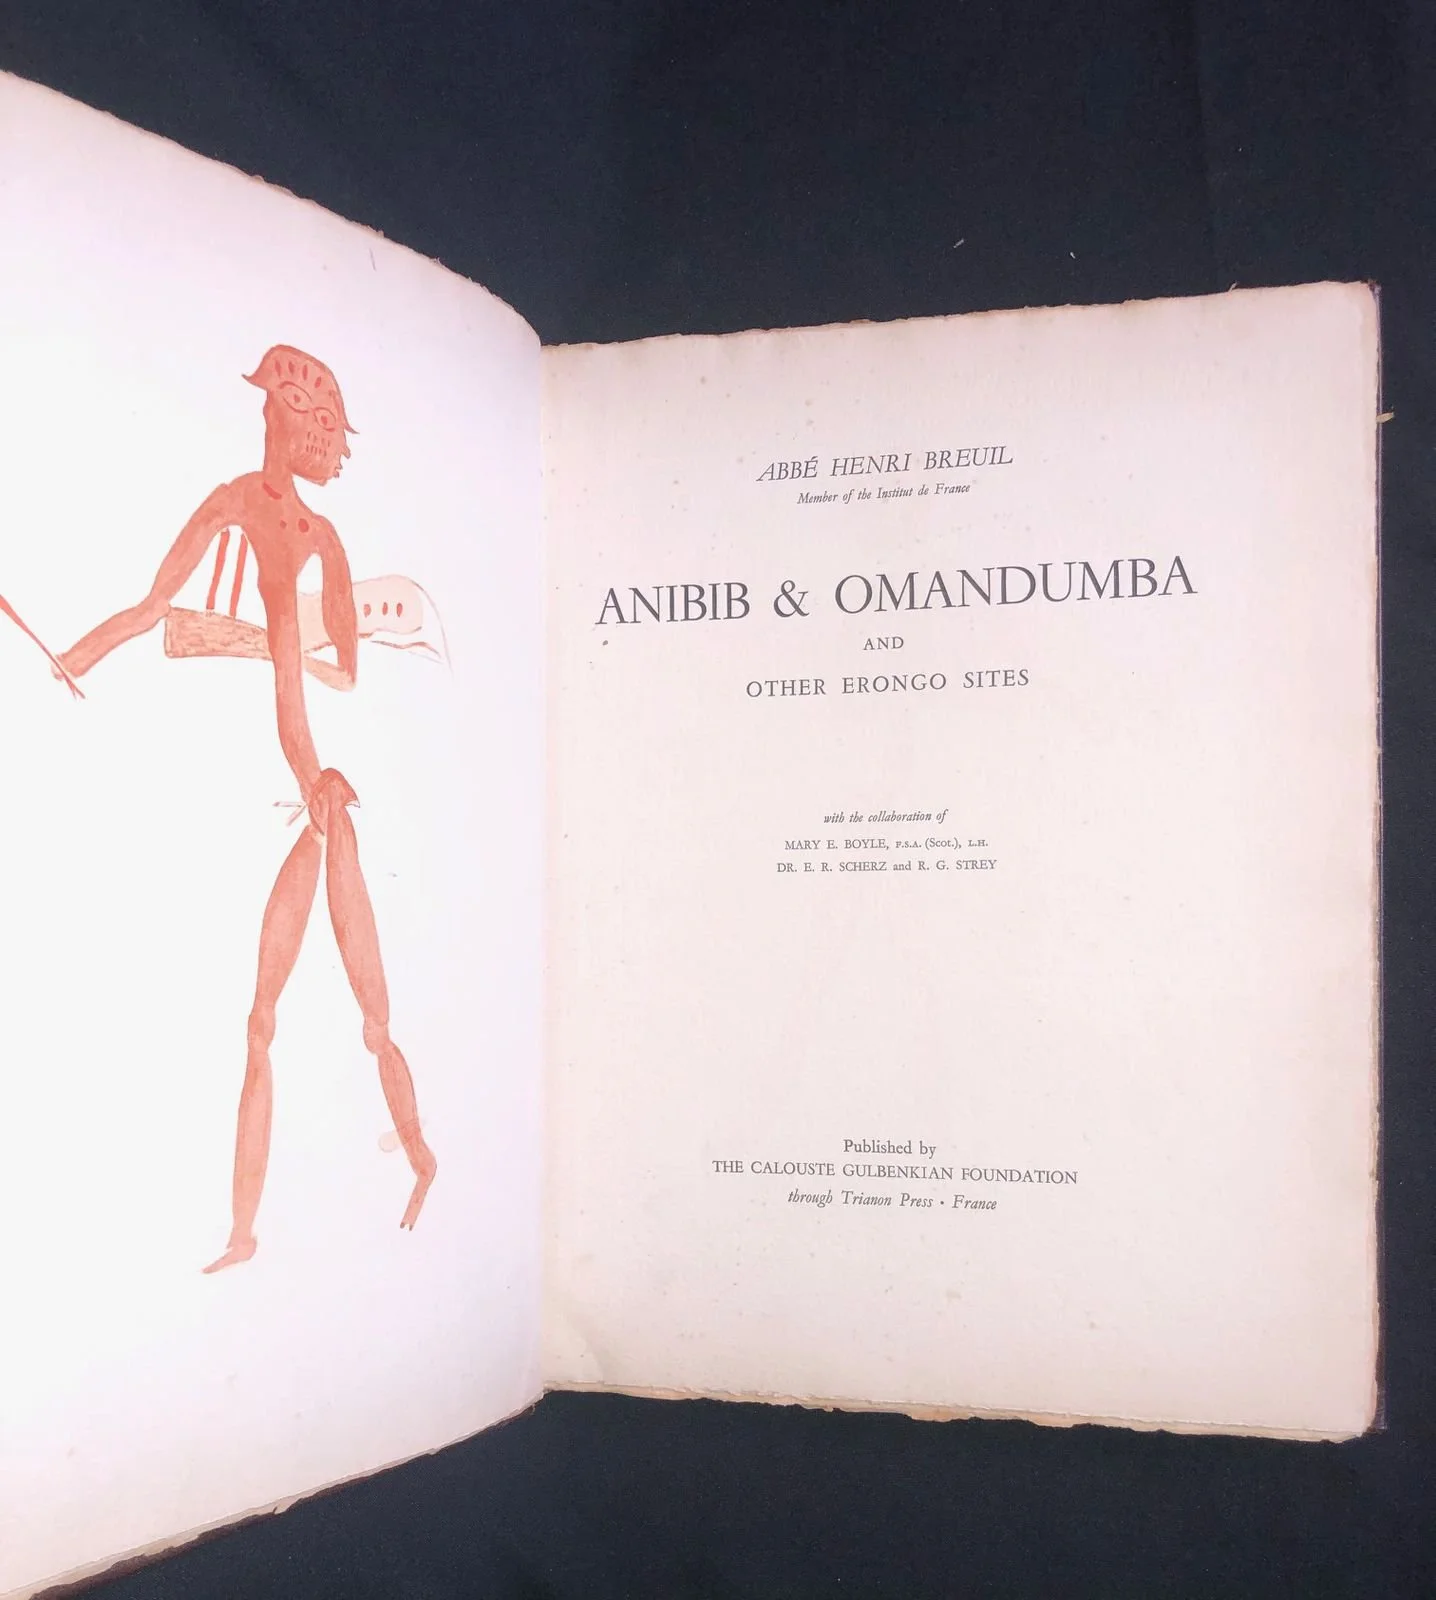 ABBÉ HENRI BREUIL
Member of the Institut de France
ANIBIB & OMANDUMBA
AND
OTHER ERONGO SITES
with the collaboration of
MARY E. BOYLE, F.S.A. (Scot.), L.H.
DR. E. R. SCHERZ and R. G. STREY
Published by
THE CALOUSTE GULBENKIAN FOUNDATION
through Trianon Press · France